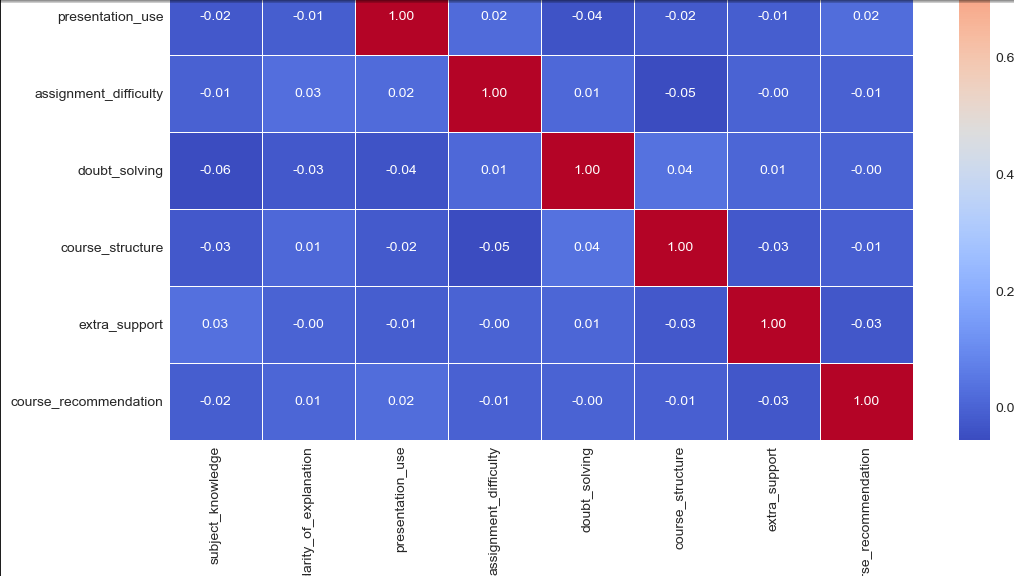 presentation_use -0.02 -0.01 1.00 0.02 -0.04 -0.02 -0.01 0.02
0.6
assignment_difficulty -0.01 0.03 0.02 1.00 0.01 -0.05 -0.00 -0.01
doubt_solving -0.06 -0.03 -0.04 0.01 1.00 0.04 0.01 -0.00
0.4
course_structure -0.03 0.01 -0.02 -0.05 0.04 1.00 -0.03 -0.01
0.2
extra_support 0.03 -0.00 -0.01 -0.00 0.01 -0.03 1.00 -0.03
course_recommendation -0.02 0.01 0.02 -0.01 -0.00 -0.01 -0.03 1.00
0.0
subject_knowledge
larity_of_explanation
presentation_use
assignment_difficulty
doubt_solving
course_structure
extra_support
rse_recommendation